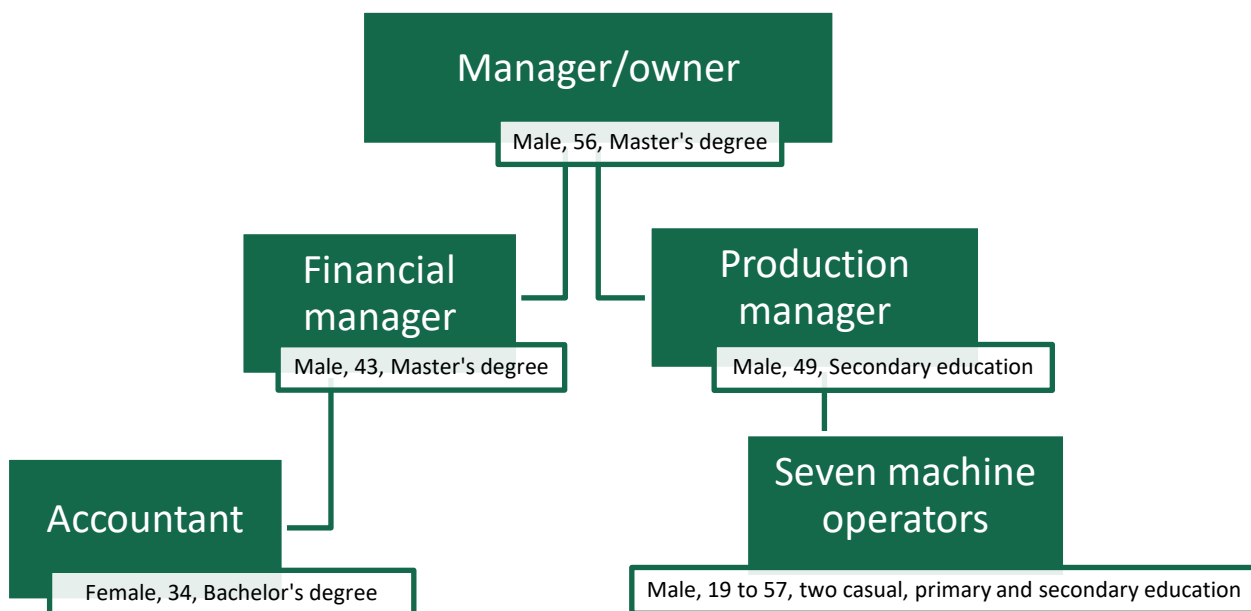 Manager/owner
Male, 56, Master's degree
Financial
manager
Male, 43, Master's degree
Production
manager
Male, 49, Secondary education
Accountant
Female, 34, Bachelor's degree
Seven machine
operators
Male, 19 to 57, two casual, primary and secondary education